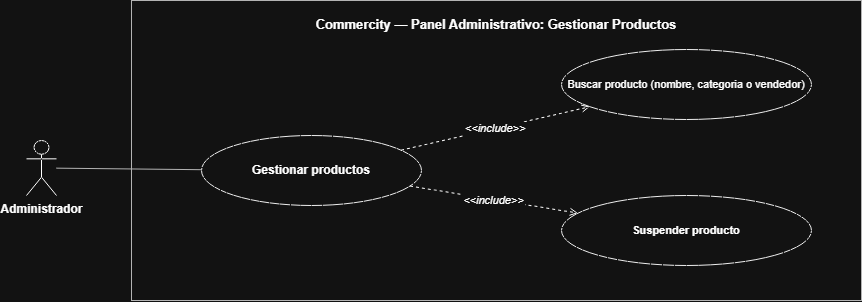 Commercity — Panel Administrativo: Gestionar Productos
Buscar producto (nombre, categoria o vendedor)
<<include>>
Gestionar productos
<<include>>
Administrador
Suspender producto